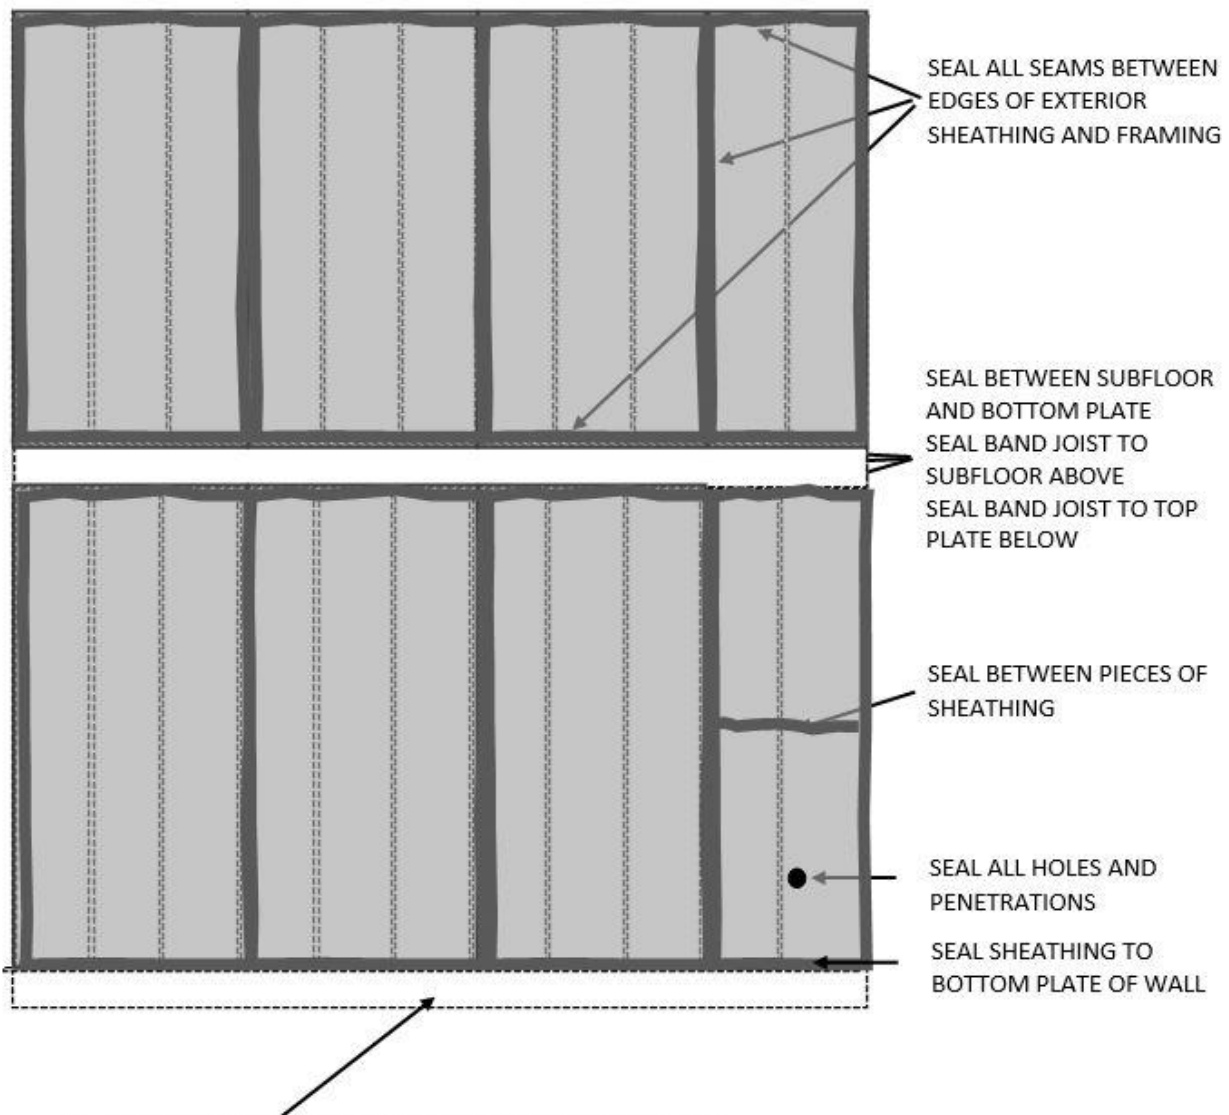 SEAL ALL SEAMS BETWEEN
EDGES OF EXTERIOR
SHEATHING AND FRAMING
SEAL BETWEEN SUBFLOOR
AND BOTTOM PLATE
SEAL BAND JOIST TO
SUBFLOOR ABOVE
SEAL BAND JOIST TO TOP
PLATE BELOW
SEAL BETWEEN PIECES OF
SHEATHING
SEAL ALL HOLES AND
PENETRATIONS
SEAL SHEATHING TO
BOTTOM PLATE OF WALL